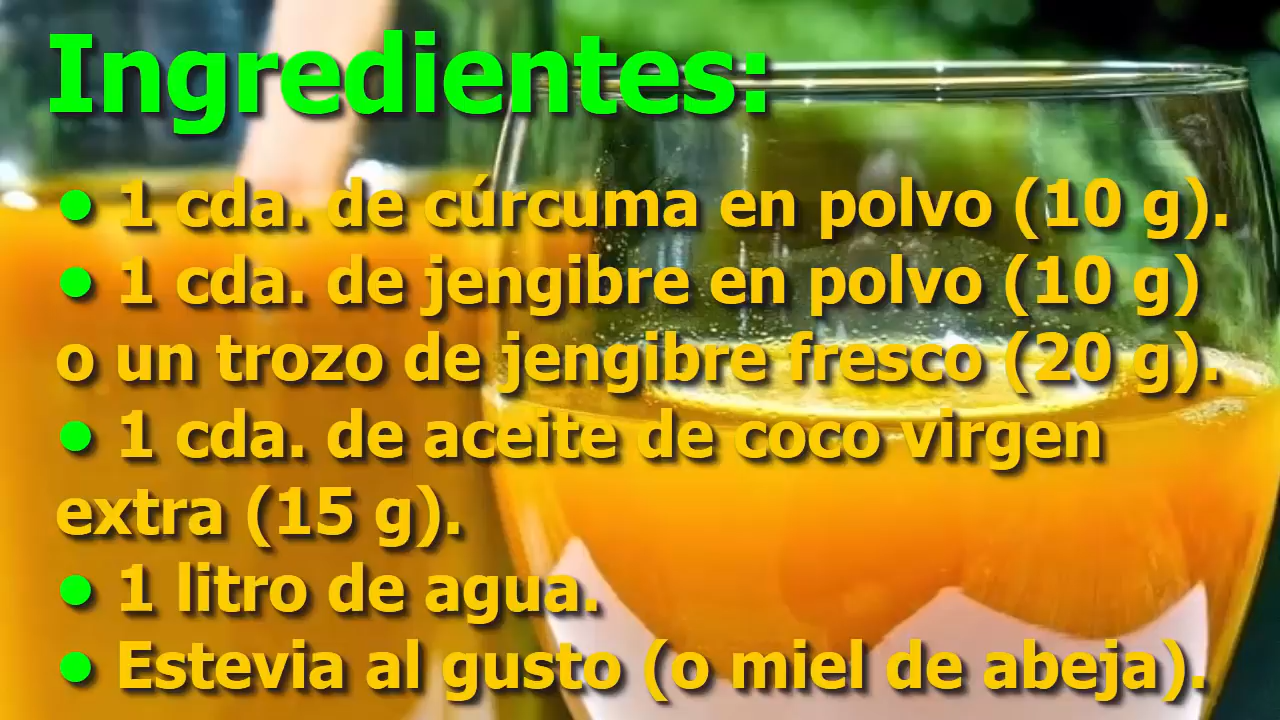 Ingredientes:
● 1 cda. de cúrcuma en polvo (10 g).
● 1 cda. de jengibre en polvo (10 g)
o un trozo de jengibre fresco (20 g).
● 1 cda. de aceite de coco virgen
extra (15 g).
● 1 litro de agua.
● Estevia al gusto (o miel de abeja).